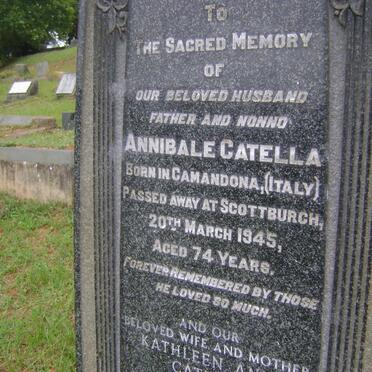 TO
THE SACRED MEMORY
OF
OUR BELOVED HUSBAND
FATHER AND NONNO
ANNIBALE CATELLA
BORN IN CAMANDONA, (ITALY)
PASSED AWAY AT SCOTTBURGH,
20TH MARCH 1945,
AGED 74 YEARS.
FOREVER REMEMBERED BY THOSE
HE LOVED SO MUCH.
AND OUR
BELOVED WIFE AND MOTHER
KATHLEEN